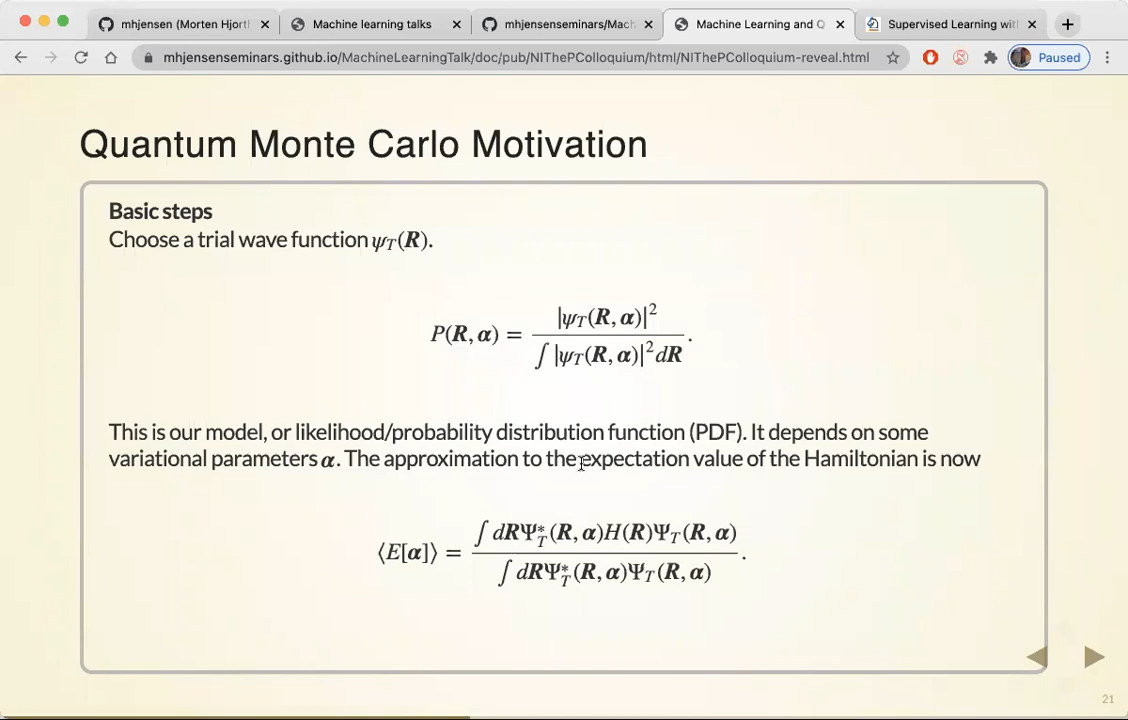 mhjensen (Morten Hjort
Machine learning talks
mhjensenseminars/Mach
Machine Learning and Q
Supervised Learning wit
mhjensenseminars.github.io/MachineLearningTalk/doc/pub/NIThePColloquium/html/NIThePColloquium-reveal.html
Paused
Quantum Monte Carlo Motivation
Basic steps
Choose a trial wave function ψ_T(R).
P(R, α) = |ψ_T(R, α)|² / ∫ |ψ_T(R, α)|² dR.
This is our model, or likelihood/probability distribution function (PDF). It depends on some
variational parameters α. The approximation to the expectation value of the Hamiltonian is now
⟨E[α]⟩ = ∫ dRΨ*_T(R, α)H(R)Ψ_T(R, α) / ∫ dRΨ*_T(R, α)Ψ_T(R, α).
21